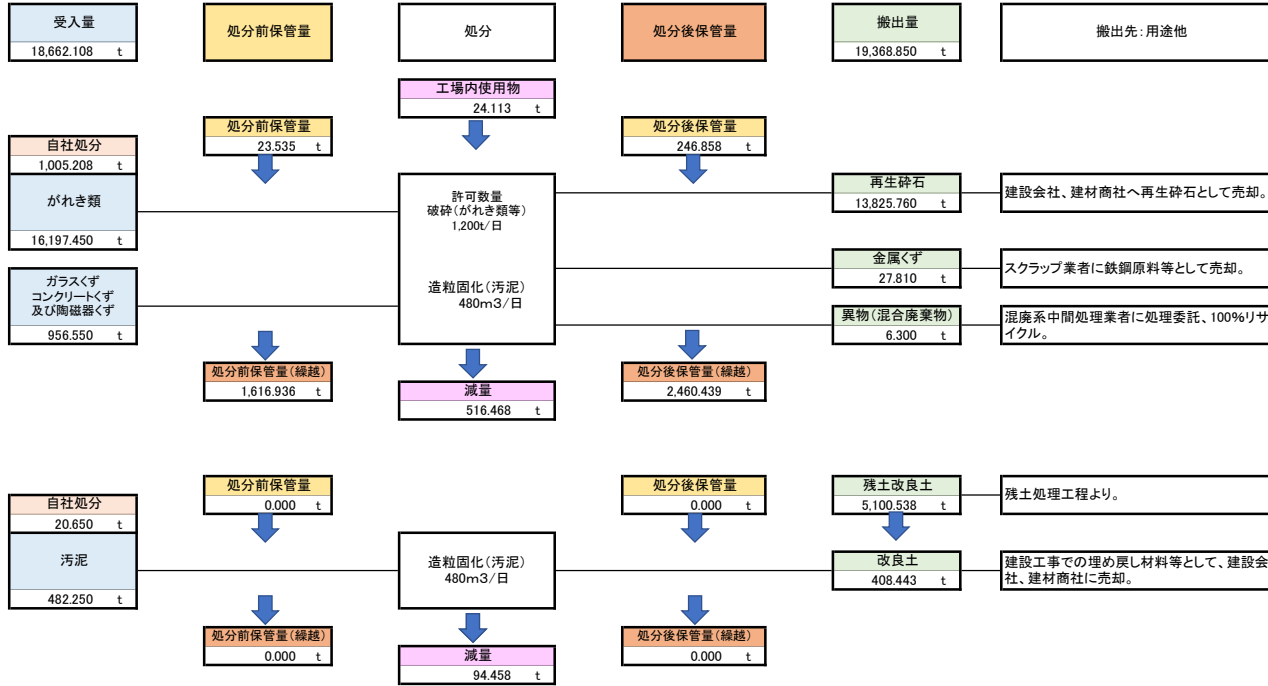 受入量
18,662.108 t
処分前保管量
処分
処分後保管量
搬出量
19,368.850 t
搬出先:用途他
工場内使用物
24.113 t
処分前保管量
23.535 t
処分後保管量
246.858 t
自社処分
1,005.208 t
がれき類
16,197.450 t
許可数量
破砕(がれき類等)
1,200t/日
造粒固化(汚泥)
480m3/日
再生砕石
13,825.760 t
建設会社、建材商社へ再生砕石として売却。
金属くず
27.810 t
スクラップ業者に鉄鋼原料等として売却。
ガラスくず
コンクリートくず
及び陶磁器くず
956.550 t
異物(混合廃棄物)
6.300 t
混廃系中間処理業者に処理委託、100%リサ
イクル。
処分前保管量(繰越)
1,616.936 t
減量
516.468 t
処分後保管量(繰越)
2,460.439 t
処分前保管量
0.000 t
処分後保管量
0.000 t
残土改良土
5,100.538 t
残土処理工程より。
自社処分
20.650 t
汚泥
482.250 t
造粒固化(汚泥)
480m3/日
改良土
408.443 t
建設工事での埋め戻し材料等として、建設会
社、建材商社に売却。
処分前保管量(繰越)
0.000 t
減量
94.458 t
処分後保管量(繰越)
0.000 t